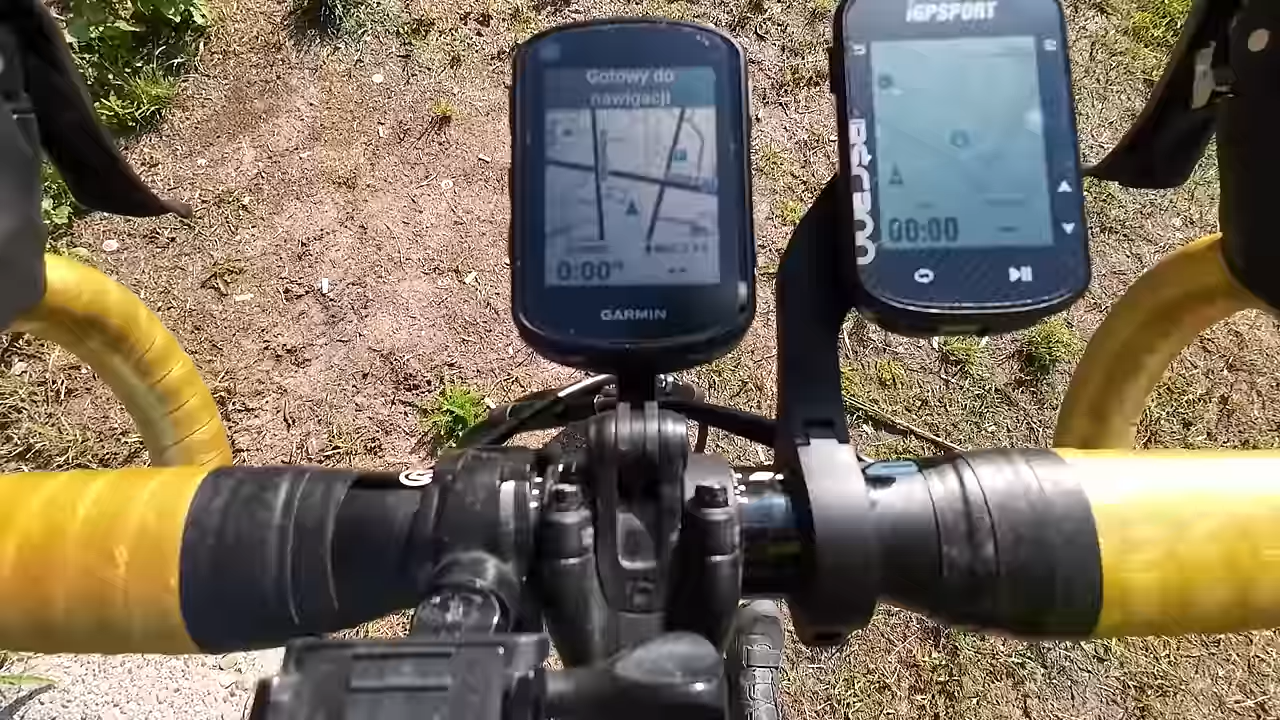 Gotowy do
nawigacji
0:00
--
GARMIN
iGPSPORT
00:00
--